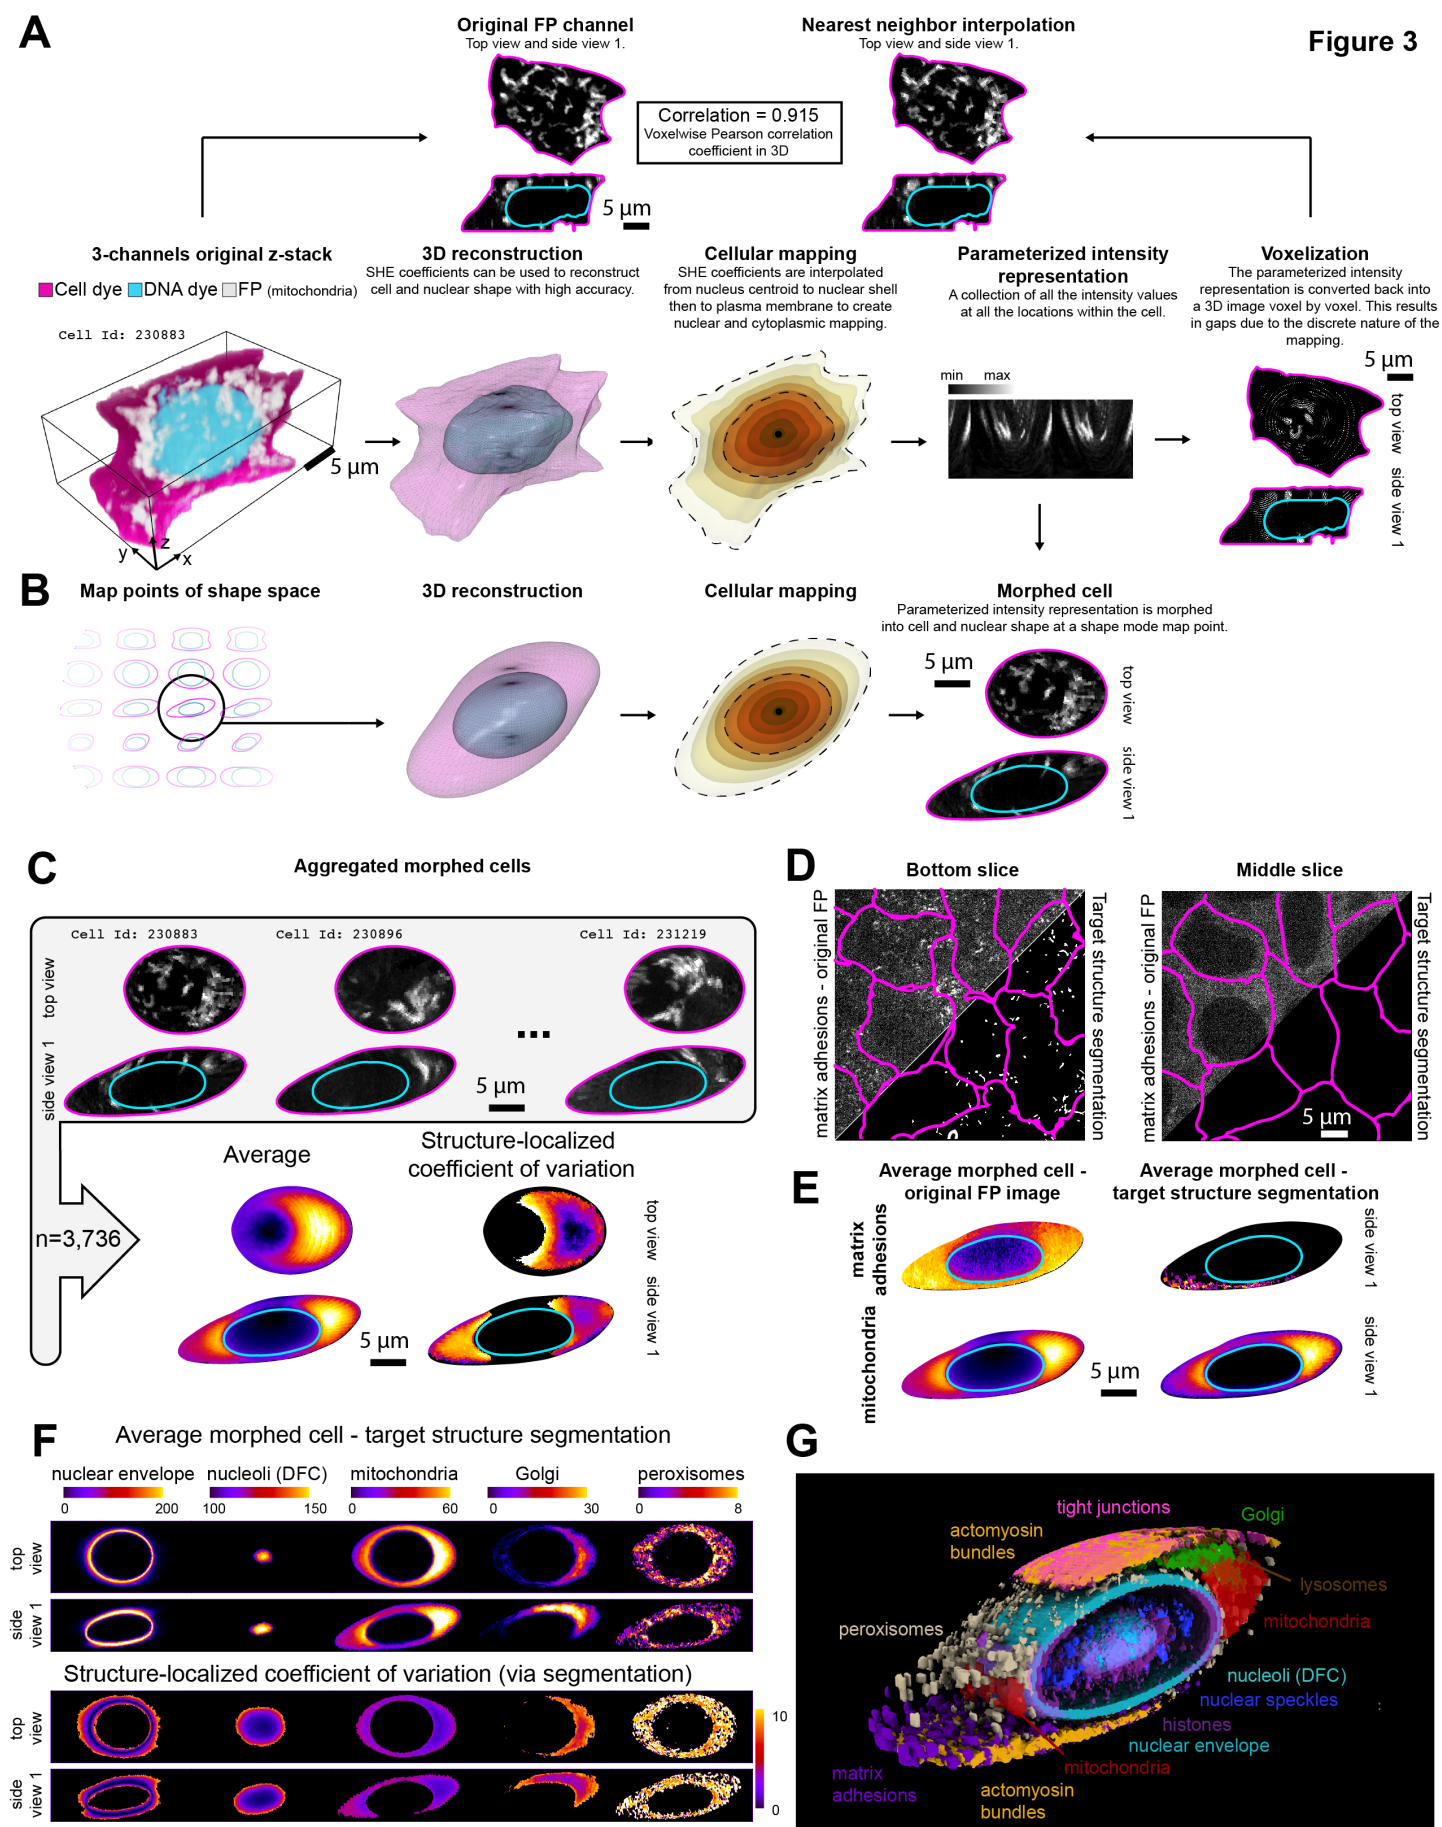 A
Figure 3
Original FP channel
Top view and side view 1.
Nearest neighbor interpolation
Top view and side view 1.
Correlation = 0.915
Voxelwise Pearson correlation
coefficient in 3D
5 μm
3-channels original z-stack
Cell dye DNA dye FP (mitochondria)
Cell Id: 230883
5 μm
y z x
3D reconstruction
SHE coefficients can be used to reconstruct
cell and nuclear shape with high accuracy.
Cellular mapping
SHE coefficients are interpolated
from nucleus centroid to nuclear shell
then to plasma membrane to create
nuclear and cytoplasmic mapping.
Parameterized intensity
representation
A collection of all the intensity values
at all the locations within the cell.
min max
Voxelization
The parameterized intensity
representation is converted back into
a 3D image voxel by voxel. This results
in gaps due to the discrete nature of the
mapping.
5 μm
top view
side view 1
B
Map points of shape space
3D reconstruction
Cellular mapping
Morphed cell
Parameterized intensity representation is morphed
into cell and nuclear shape at a shape mode map point.
5 μm
top view
side view 1
C
Aggregated morphed cells
Cell Id: 230883
Cell Id: 230896
Cell Id: 231219
top view
side view 1
...
5 μm
n=3,736
Average
Structure-localized
coefficient of variation
top view
side view 1
5 μm
D
Bottom slice
matrix adhesions - original FP
Target structure segmentation
Middle slice
matrix adhesions - original FP
Target structure segmentation
5 μm
E
Average morphed cell -
original FP image
Average morphed cell -
target structure segmentation
matrix
adhesions
side view 1
mitochondria
side view 1
5 μm
F
Average morphed cell - target structure segmentation
nuclear envelope nucleoli (DFC) mitochondria Golgi peroxisomes
0 200 100 150 0 60 0 30 0 8
top
view
side
view 1
Structure-localized coefficient of variation (via segmentation)
top
view
side
view 1
10
0
G
tight junctions
Golgi
actomyosin
bundles
lysosomes
mitochondria
peroxisomes
nucleoli (DFC)
nuclear speckles
histones
nuclear envelope
mitochondria
matrix
adhesions
actomyosin
bundles
: